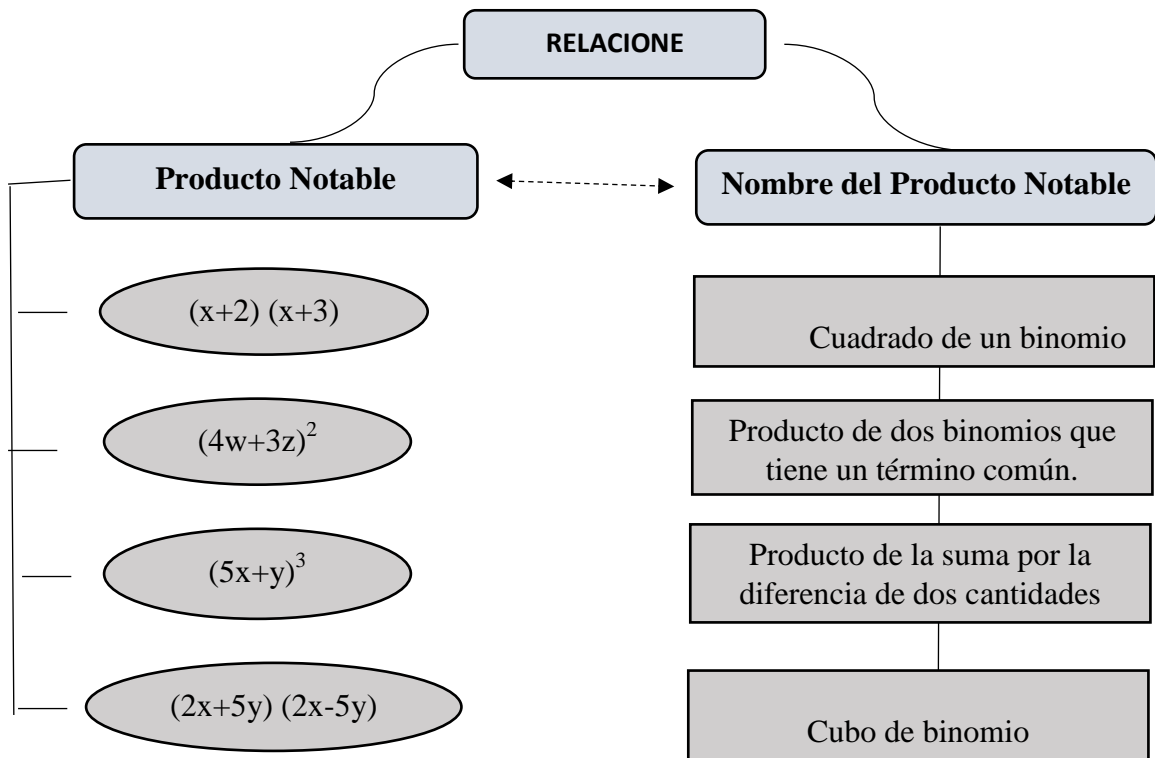 RELACIONE
Producto Notable
Nombre del Producto Notable
(x+2) (x+3)
(4w+3z)²
(5x+y)³
(2x+5y) (2x-5y)
Cuadrado de un binomio
Producto de dos binomios que
tiene un término común.
Producto de la suma por la
diferencia de dos cantidades
Cubo de binomio